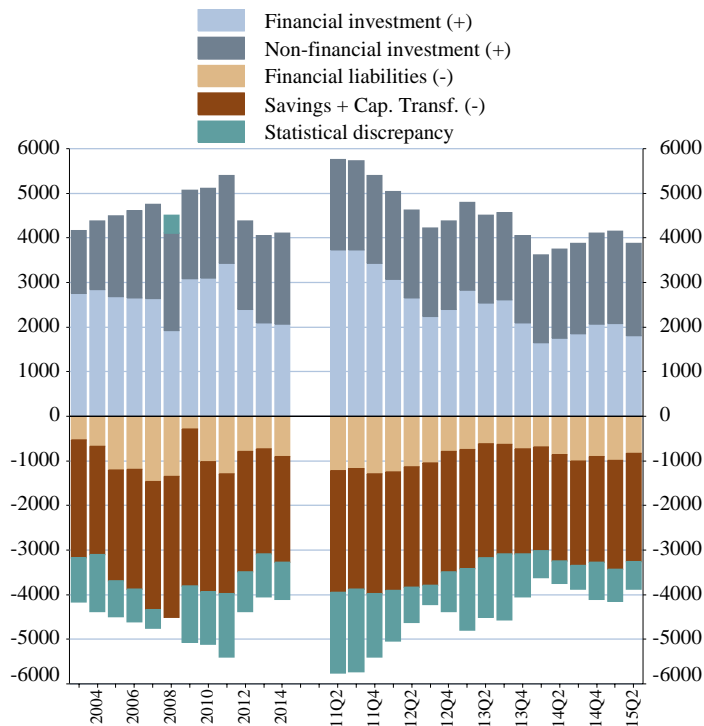 Financial investment (+)
Non-financial investment (+)
Financial liabilities (-)
Savings + Cap. Transf. (-)
Statistical discrepancy
6000 6000
5000 5000
4000 4000
3000 3000
2000 2000
1000 1000
0 0
-1000 -1000
-2000 -2000
-3000 -3000
-4000 -4000
-5000 -5000
-6000 -6000
2004 2006 2008 2010 2012 2014 11Q2 11Q4 12Q2 12Q4 13Q2 13Q4 14Q2 14Q4 15Q2